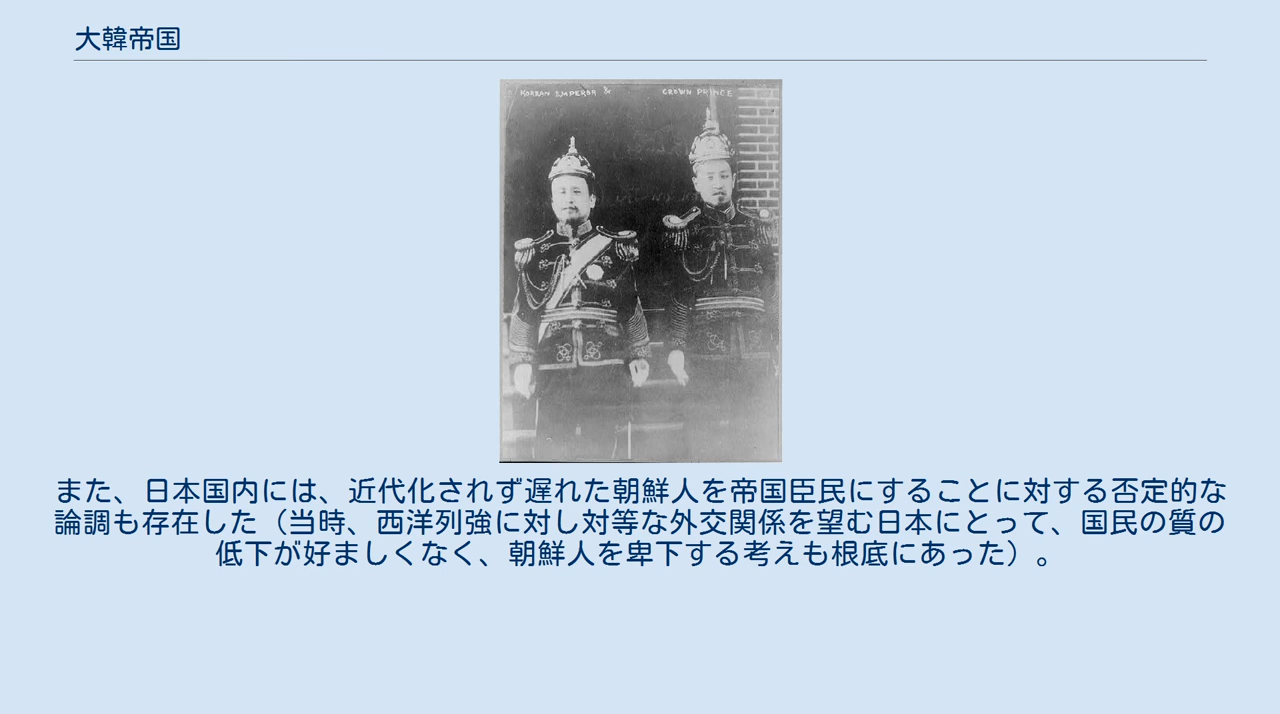 大韓帝国
KOREAN EMPEROR & CROWN PRINCE
また、日本国内には、近代化されず遅れた朝鮮人を帝国臣民にすることに対する否定的な
論調も存在した（当時、西洋列強に対し対等な外交関係を望む日本にとって、国民の質の
低下が好ましくなく、朝鮮人を卑下する考えも根底にあった）。